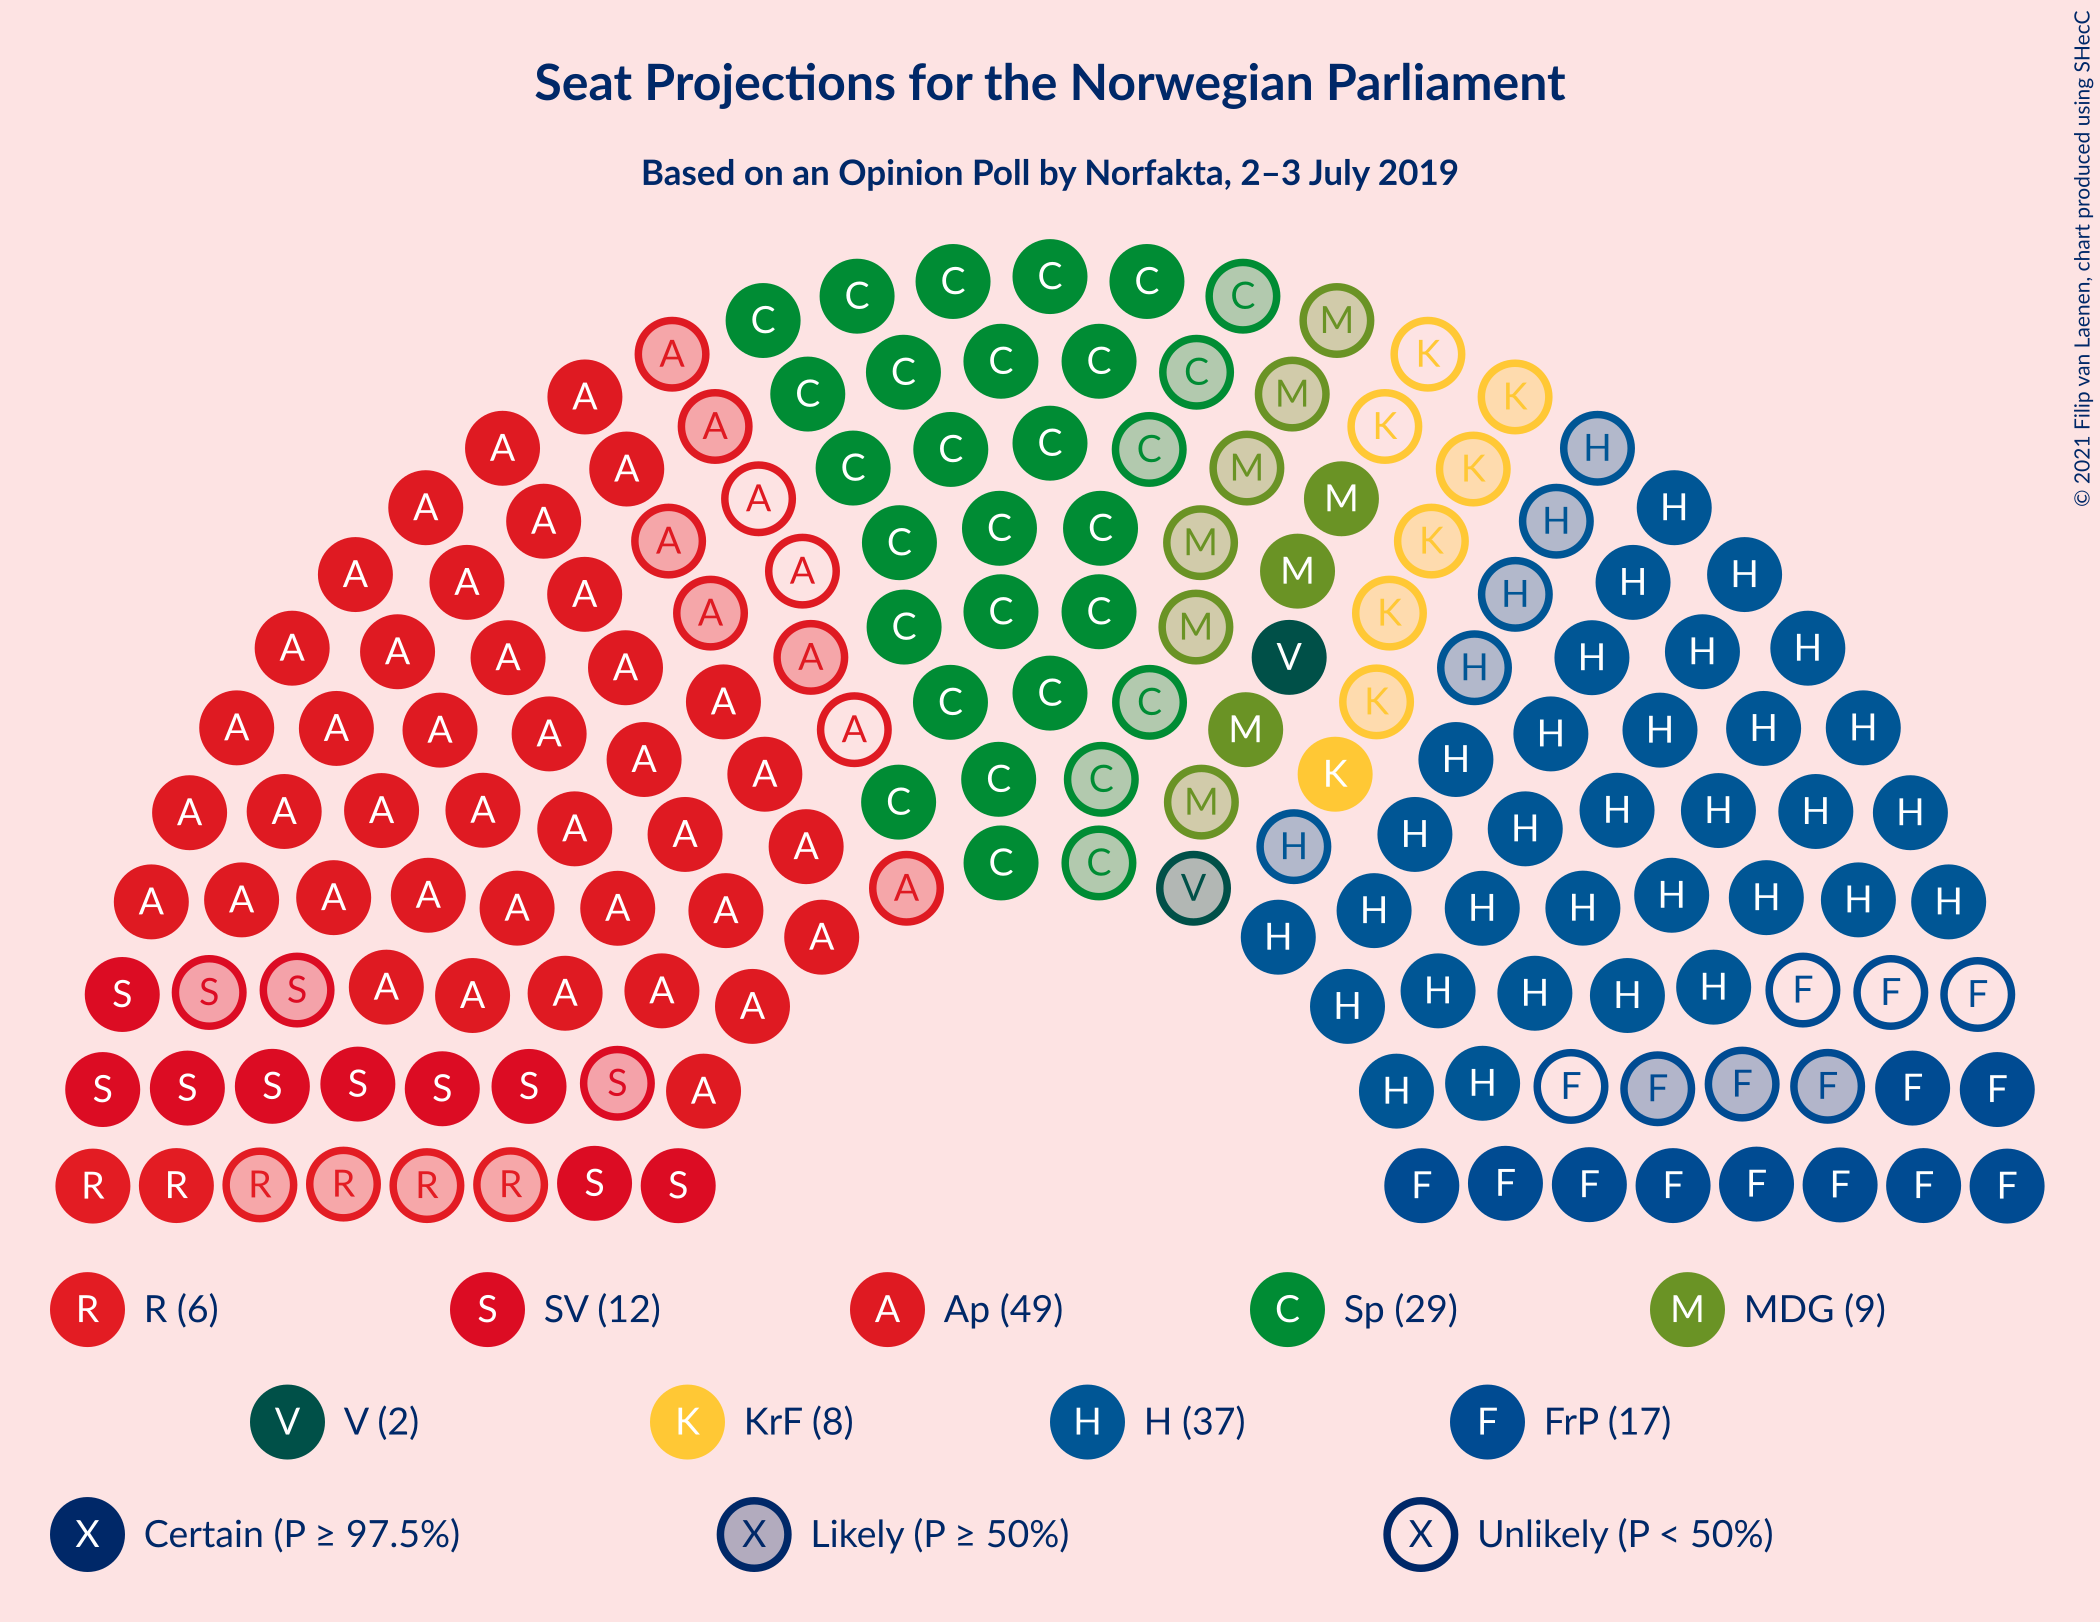 © 2021 Filip van Laenen, chart produced using SHecC
Seat Projections for the Norwegian Parliament
Based on an Opinion Poll by Norfakta, 2–3 July 2019
C C C C C
C M
A C C C C K
A C M K
A K
A C C C H
A C M K
A A M H
A C C H
A C M K
A A A M H H
A H
A C C C M K
A A A A V H H H
A H
A C C C K
A A A A A M H H H H
A A C C K H
A A A A C M H H H H
A A A H H H
C C
A V
A A A A A A A A H H H H H H H H
S S S A A A A A H H H H H F F F
S S S S S S S A H H F F F F F F
R R R R R R S S F F F F F F F F
R R (6) S SV (12) A Ap (49) C Sp (29) M MDG (9)
V V (2) K KrF (8) H H (37) F FrP (17)
X Certain (P ≥ 97.5%) X Likely (P ≥ 50%) X Unlikely (P < 50%)